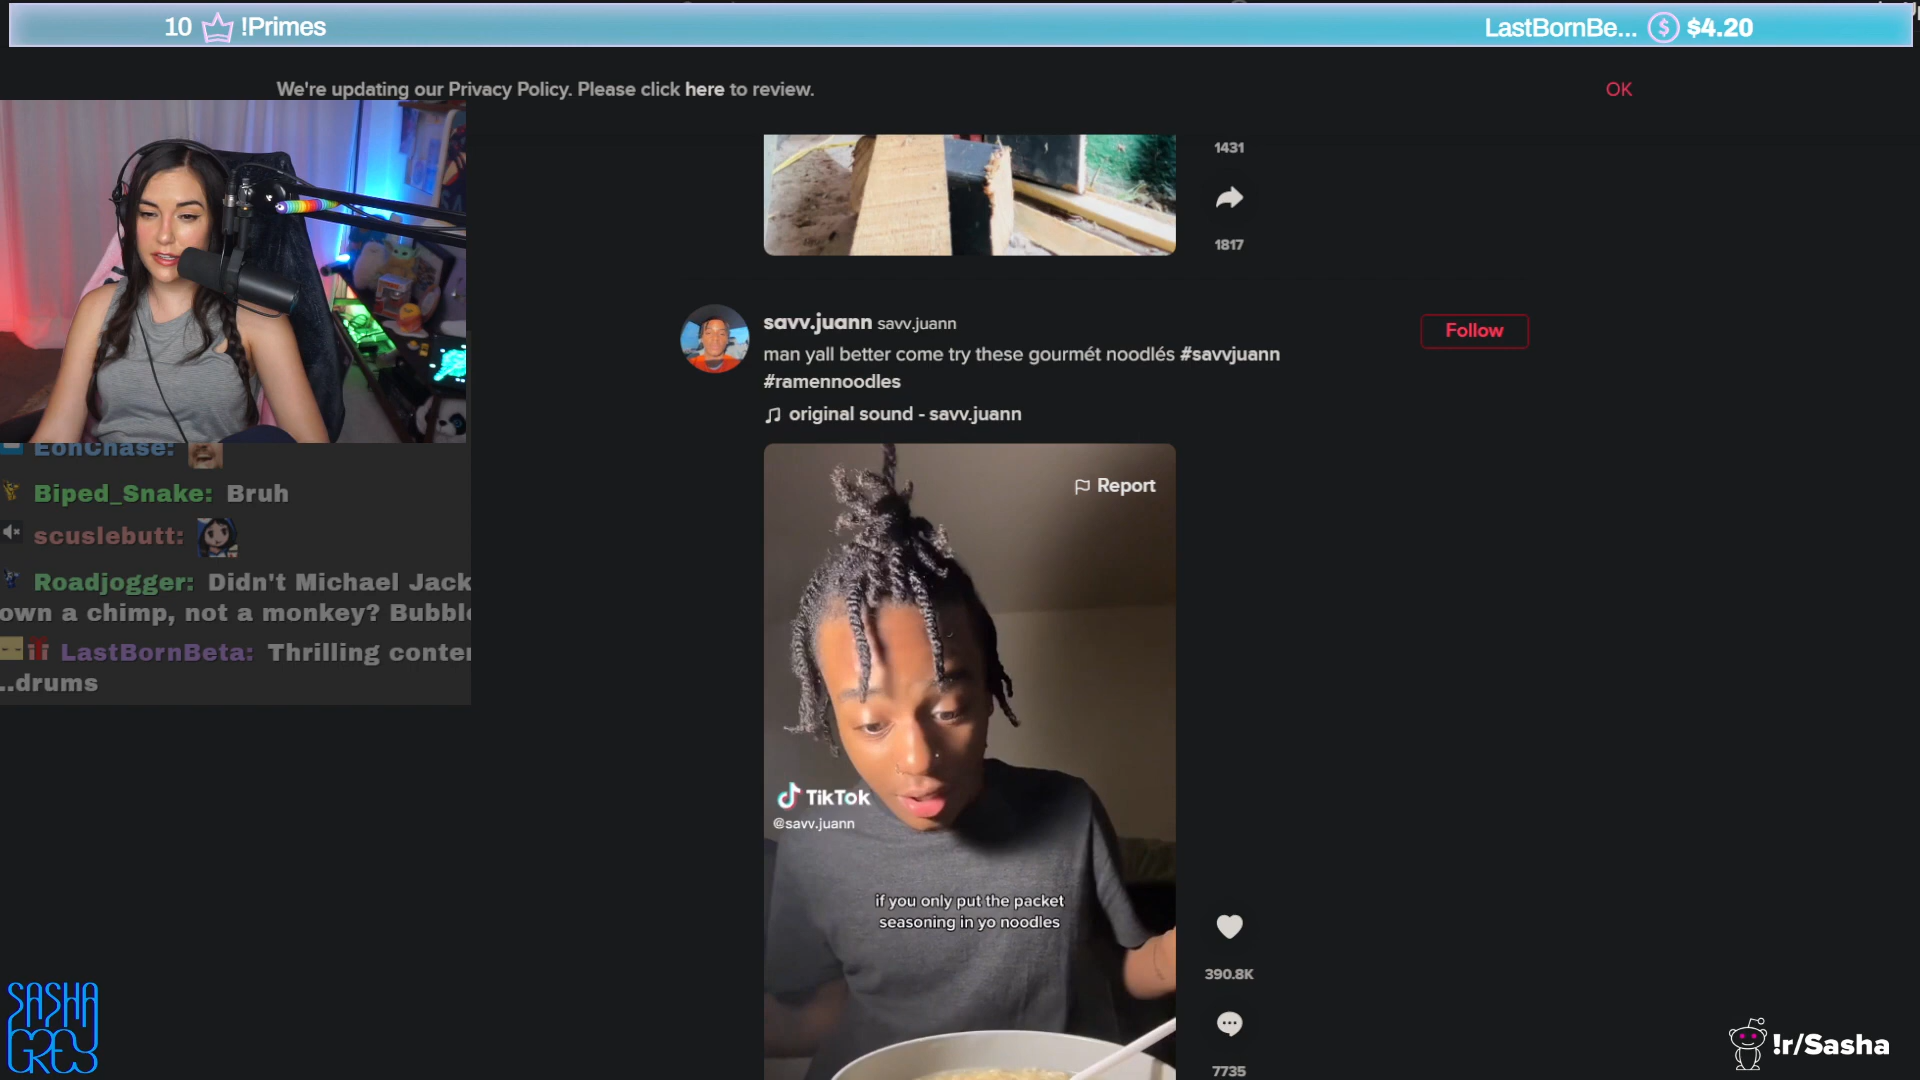 10 !Primes
LastBornBe... $ $4.20
We're updating our Privacy Policy. Please click here to review.
OK
1431
1817
savv.juann savv.juann
Follow
man yall better come try these gourmét noodlés #savvjuann
#ramennoodles
original sound - savv.juann
Report
TikTok
@savv.juann
if you only put the packet
seasoning in yo noodles
390.8K
7735
EonChase:
Biped_Snake: Bruh
scuslebutt:
Roadjogger: Didn't Michael Jack
own a chimp, not a monkey? Bubble
LastBornBeta: Thrilling conten
..drums
SASHA
GREY
!r/Sasha